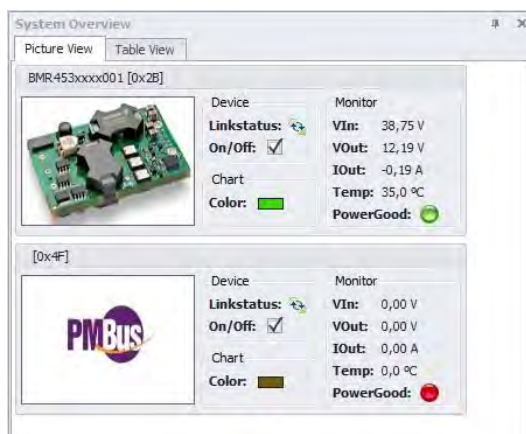 System Overview
Picture View Table View
BMR453xxxx001 [0x2B]
Device
Linkstatus:
On/Off:
Chart
Color:
Monitor
VIn: 38,75 V
VOut: 12,19 V
IOut: -0,19 A
Temp: 35,0 ºC
PowerGood:
[0x4F]
PMBus
Device
Linkstatus:
On/Off:
Chart
Color:
Monitor
VIn: 0,00 V
VOut: 0,00 V
IOut: 0,00 A
Temp: 0,0 ºC
PowerGood: